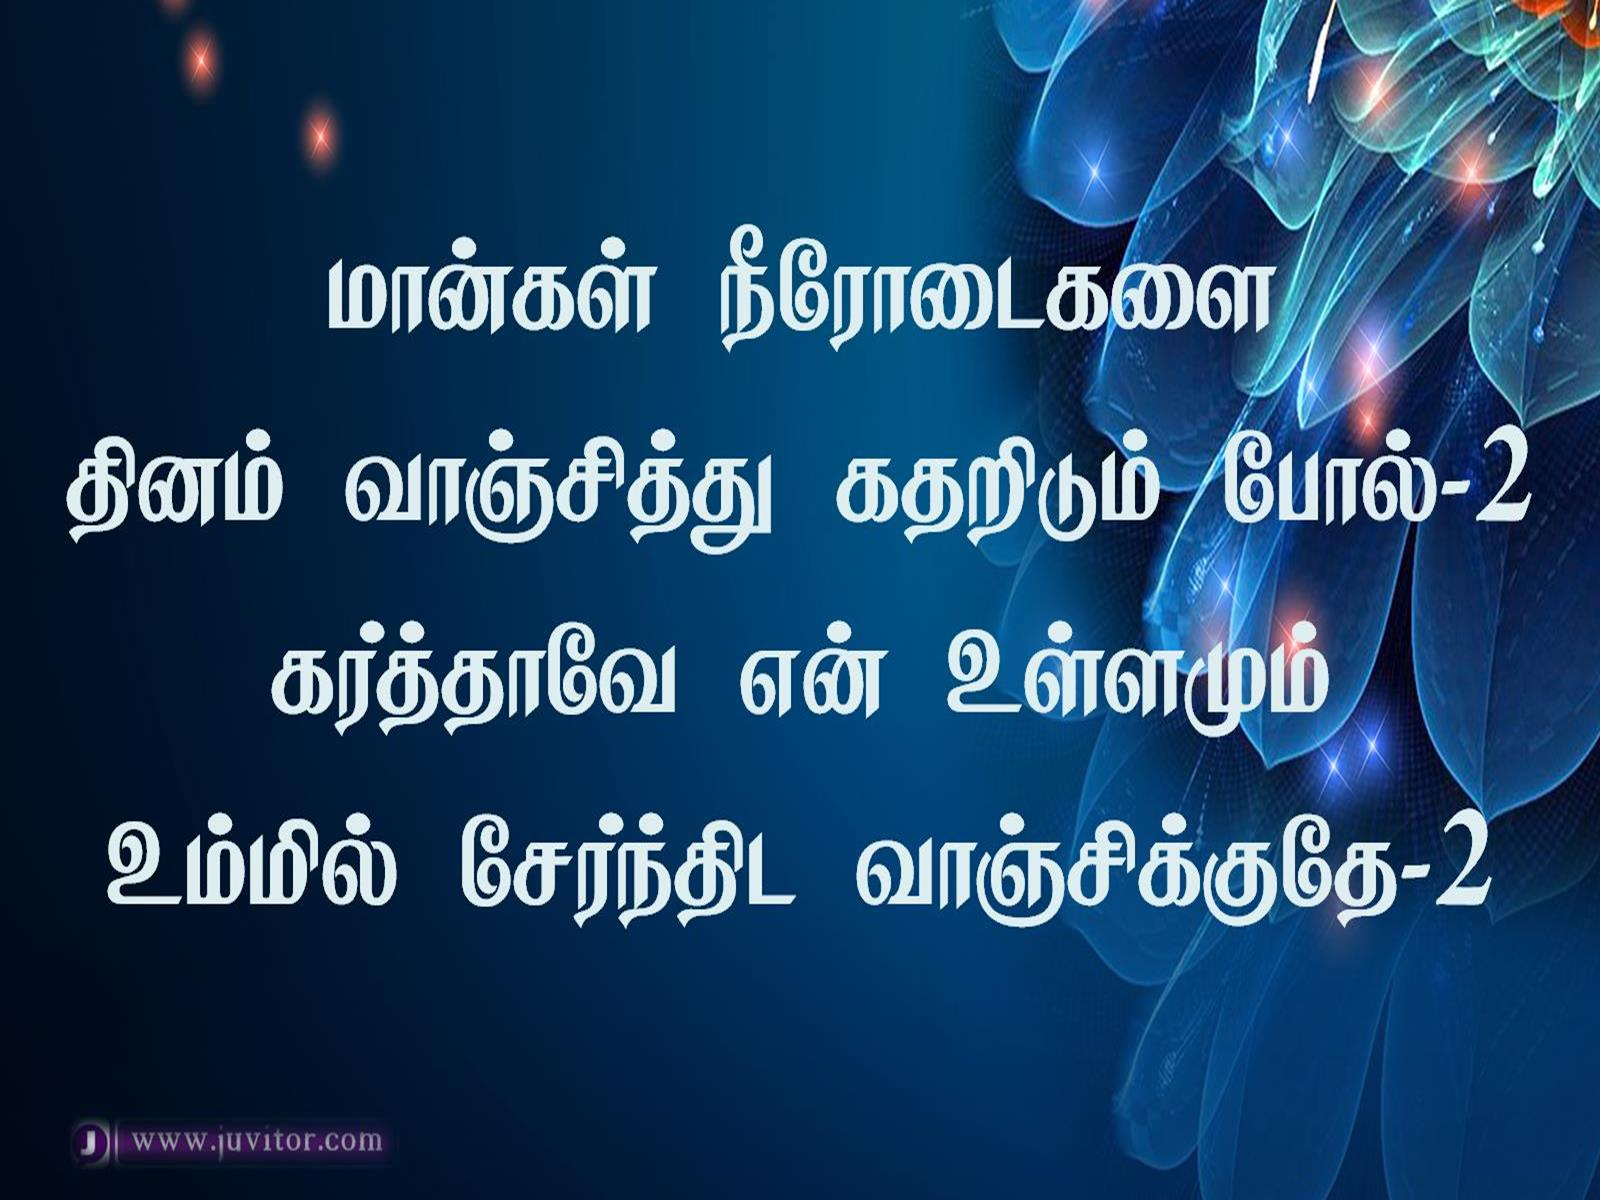 மான்கள் நீரோடைகளை
தினம் வாஞ்சித்து கதறிடும் போல்-2
கர்த்தாவே என் உள்ளமும்
உம்மில் சேர்ந்திட வாஞ்சிக்குதே-2
J www.juvitor.com